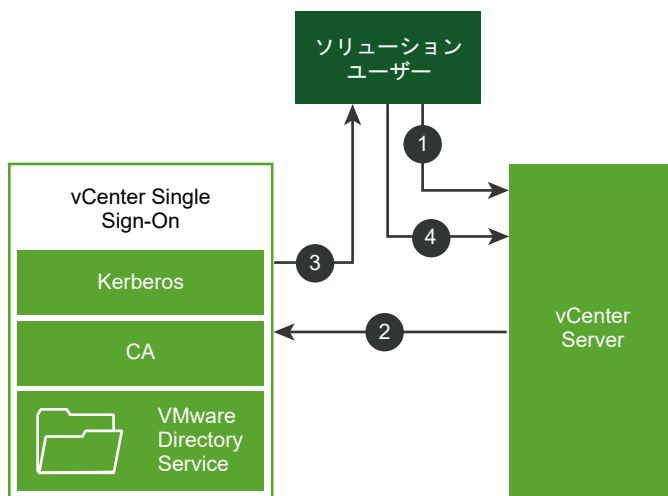 ソリューション
ユーザー
1
vCenter Single
Sign-On
4
3
Kerberos
vCenter
Server
2
CA
VMware
Directory
Service